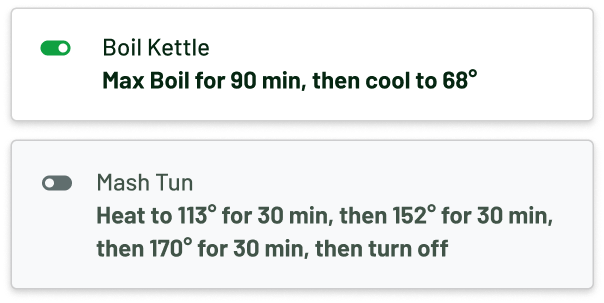 Boil Kettle
Max Boil for 90 min, then cool to 68°
Mash Tun
Heat to 113° for 30 min, then 152° for 30 min,
then 170° for 30 min, then turn off